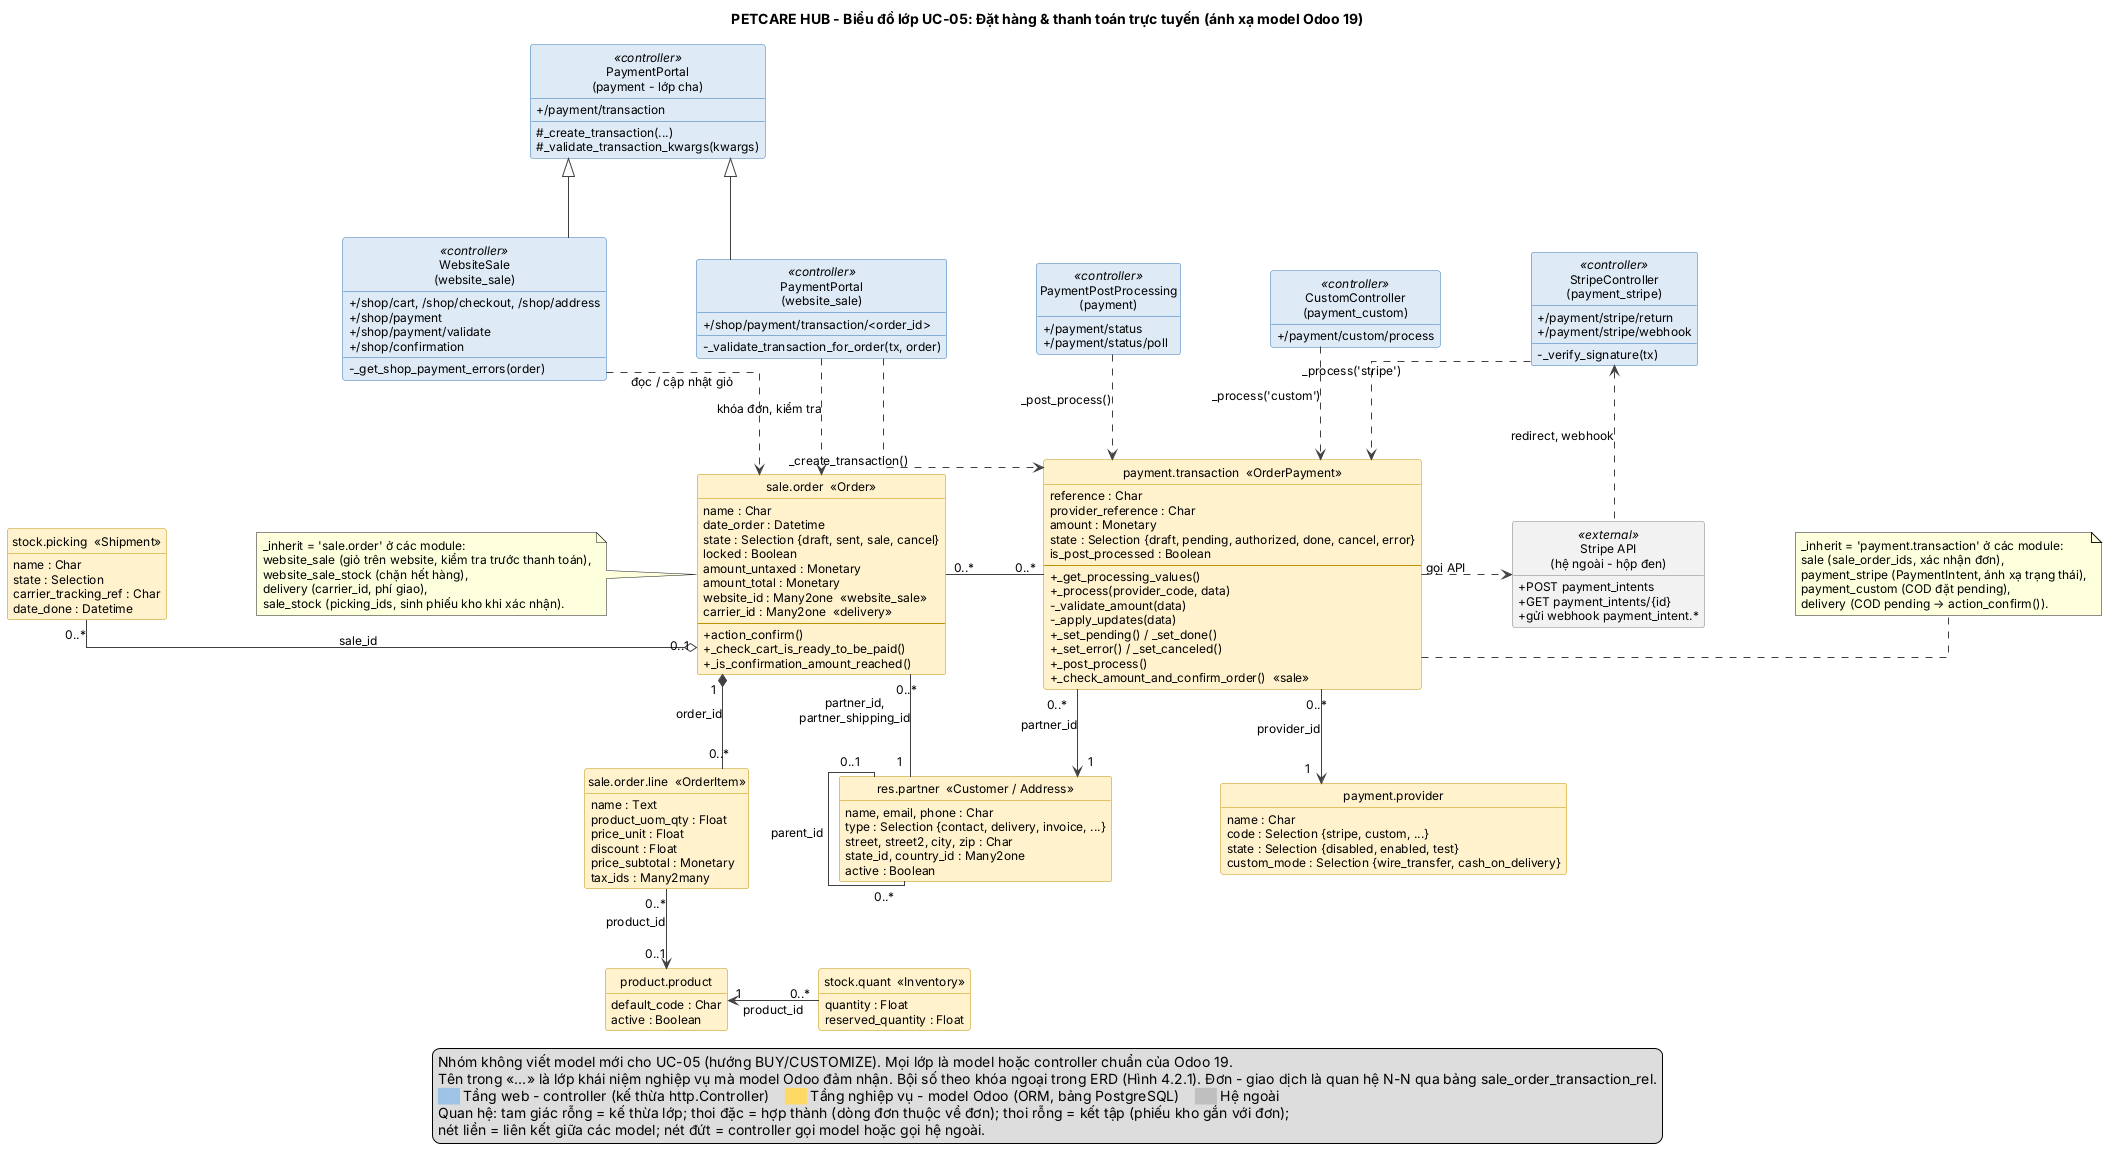 PETCARE HUB - Biểu đồ lớp UC-05: Đặt hàng & thanh toán trực tuyến (ánh xạ model Odoo 19)
«controller»
PaymentPortal
(payment - lớp cha)
+/payment/transaction
#_create_transaction(...)
#_validate_transaction_kwargs(kwargs)
«controller»
WebsiteSale
(website_sale)
+/shop/cart, /shop/checkout, /shop/address
+/shop/payment
+/shop/payment/validate
+/shop/confirmation
-_get_shop_payment_errors(order)
«controller»
PaymentPortal
(website_sale)
+/shop/payment/transaction/<order_id>
-_validate_transaction_for_order(tx, order)
«controller»
PaymentPostProcessing
(payment)
+/payment/status
+/payment/status/poll
«controller»
CustomController
(payment_custom)
+/payment/custom/process
«controller»
StripeController
(payment_stripe)
+/payment/stripe/return
+/payment/stripe/webhook
-_verify_signature(tx)
đọc / cập nhật giỏ
khóa đơn, kiểm tra
_create_transaction()
_post_process()
_process('custom')
_process('stripe')
redirect, webhook
stock.picking «Shipment»
name : Char
state : Selection
carrier_tracking_ref : Char
date_done : Datetime
_inherit = 'sale.order' ở các module:
website_sale (giỏ trên website, kiểm tra trước thanh toán),
website_sale_stock (chặn hết hàng),
delivery (carrier_id, phí giao),
sale_stock (picking_ids, sinh phiếu kho khi xác nhận).
sale.order «Order»
name : Char
date_order : Datetime
state : Selection {draft, sent, sale, cancel}
locked : Boolean
amount_untaxed : Monetary
amount_total : Monetary
website_id : Many2one «website_sale»
carrier_id : Many2one «delivery»
+action_confirm()
+_check_cart_is_ready_to_be_paid()
+_is_confirmation_amount_reached()
0..*
0..*
payment.transaction «OrderPayment»
reference : Char
provider_reference : Char
amount : Monetary
state : Selection {draft, pending, authorized, done, cancel, error}
is_post_processed : Boolean
+_get_processing_values()
+_process(provider_code, data)
-_validate_amount(data)
-_apply_updates(data)
+_set_pending() / _set_done()
+_set_error() / _set_canceled()
+_post_process()
+_check_amount_and_confirm_order() «sale»
gọi API
«external»
Stripe API
(hệ ngoài - hộp đen)
+POST payment_intents
+GET payment_intents/{id}
+gửi webhook payment_intent.*
_inherit = 'payment.transaction' ở các module:
sale (sale_order_ids, xác nhận đơn),
payment_stripe (PaymentIntent, ánh xạ trạng thái),
payment_custom (COD đặt pending),
delivery (COD pending → action_confirm()).
0..*
sale_id
0..1
1
order_id
0..*
0..*
partner_id,
partner_shipping_id
1
0..*
partner_id
1
0..*
provider_id
1
sale.order.line «OrderItem»
name : Text
product_uom_qty : Float
price_unit : Float
discount : Float
price_subtotal : Monetary
tax_ids : Many2many
0..1
parent_id
0..*
res.partner «Customer / Address»
name, email, phone : Char
type : Selection {contact, delivery, invoice, ...}
street, street2, city, zip : Char
state_id, country_id : Many2one
active : Boolean
payment.provider
name : Char
code : Selection {stripe, custom, ...}
state : Selection {disabled, enabled, test}
custom_mode : Selection {wire_transfer, cash_on_delivery}
0..*
product_id
0..1
product.product
default_code : Char
active : Boolean
1
0..*
product_id
stock.quant «Inventory»
quantity : Float
reserved_quantity : Float
Nhóm không viết model mới cho UC-05 (hướng BUY/CUSTOMIZE). Mọi lớp là model hoặc controller chuẩn của Odoo 19.
Tên trong «...» là lớp khái niệm nghiệp vụ mà model Odoo đảm nhận. Bội số theo khóa ngoại trong ERD (Hình 4.2.1). Đơn - giao dịch là quan hệ N-N qua bảng sale_order_transaction_rel.
Tầng web - controller (kế thừa http.Controller) Tầng nghiệp vụ - model Odoo (ORM, bảng PostgreSQL) Hệ ngoài
Quan hệ: tam giác rỗng = kế thừa lớp; thoi đặc = hợp thành (dòng đơn thuộc về đơn); thoi rỗng = kết tập (phiếu kho gắn với đơn);
nét liền = liên kết giữa các model; nét đứt = controller gọi model hoặc gọi hệ ngoài.